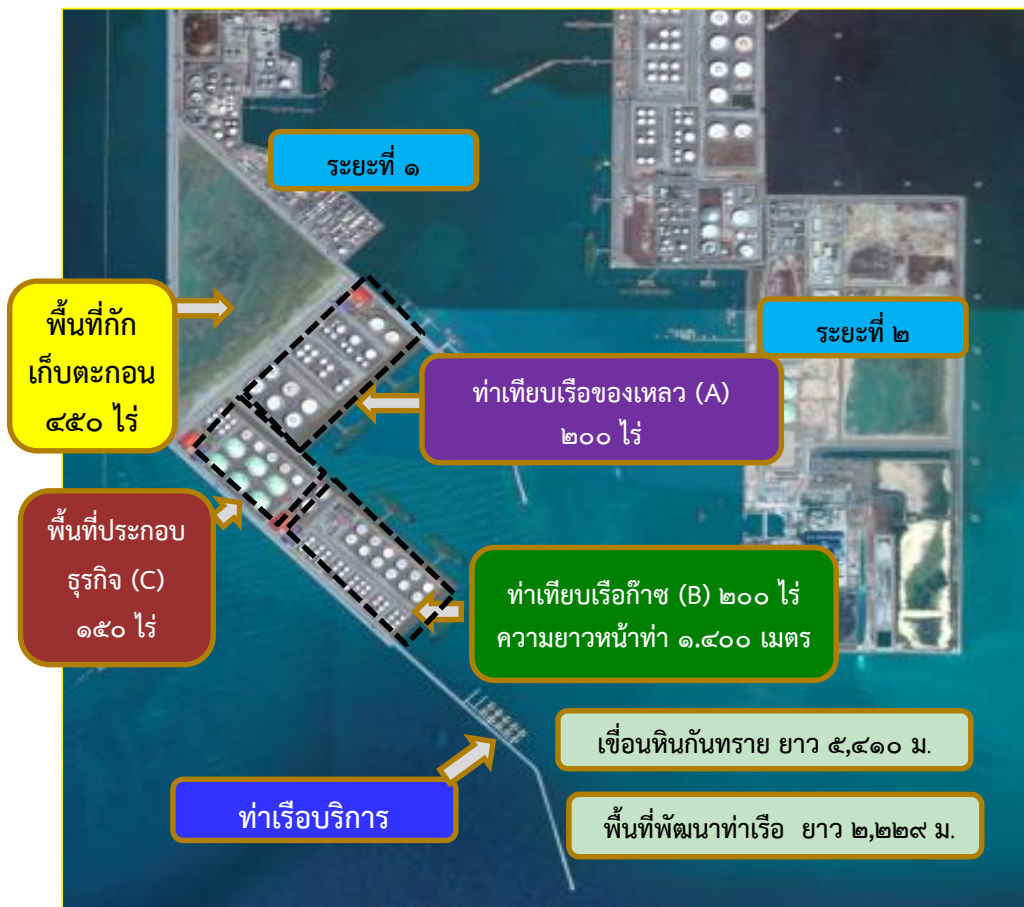 ระยะที่ ๑
ระยะที่ ๒
พื้นที่กัก
เก็บตะกอน
๔๕๐ ไร่
ท่าเทียบเรือของเหลว (A)
๒๐๐ ไร่
พื้นที่ประกอบ
ธุรกิจ (C)
๑๕๐ ไร่
ท่าเทียบเรือก๊าซ (B) ๒๐๐ ไร่
ความยาวหน้าท่า ๑.๔๐๐ เมตร
เขื่อนหินกันทราย ยาว ๕,๔๑๐ ม.
ท่าเรือบริการ
พื้นที่พัฒนาท่าเรือ ยาว ๒,๒๒๙ ม.